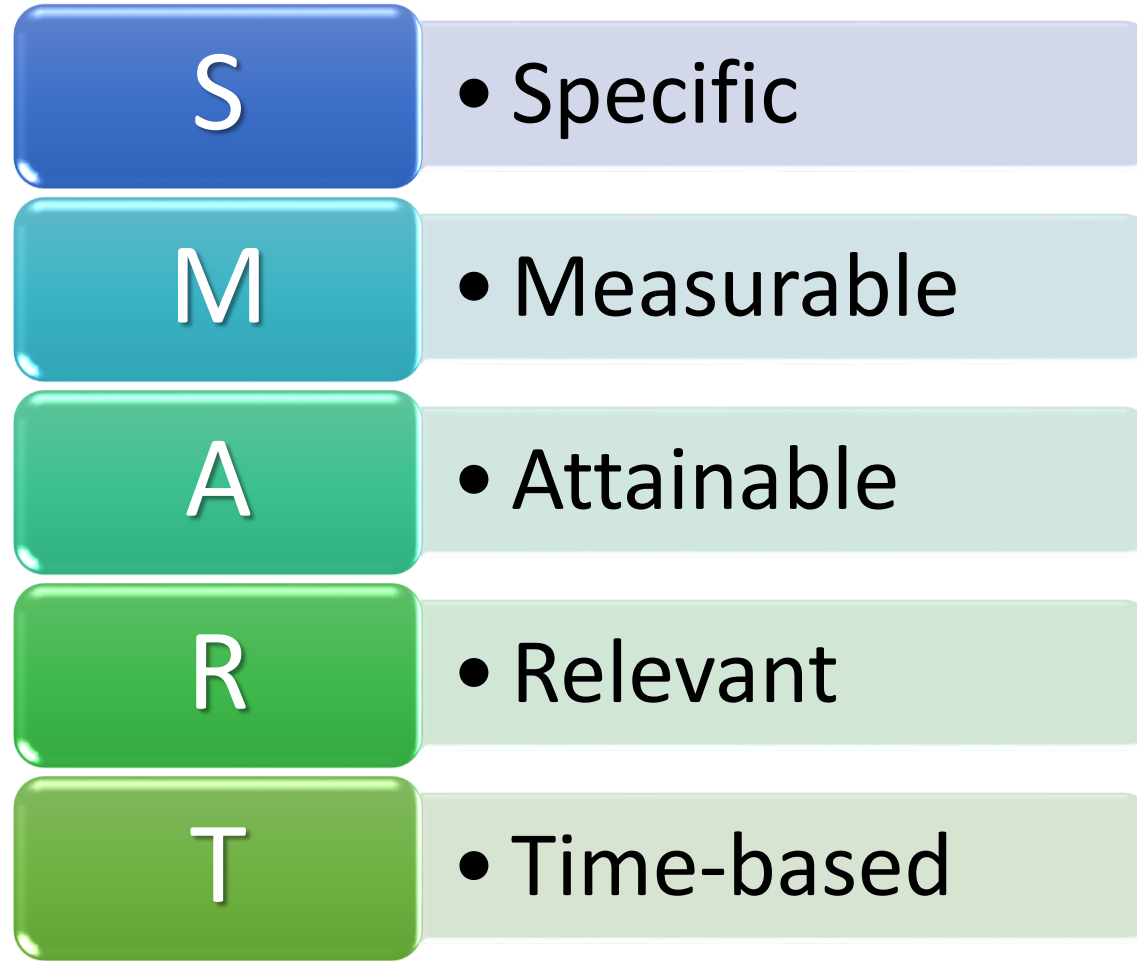 S • Specific
M • Measurable
A • Attainable
R • Relevant
T • Time-based